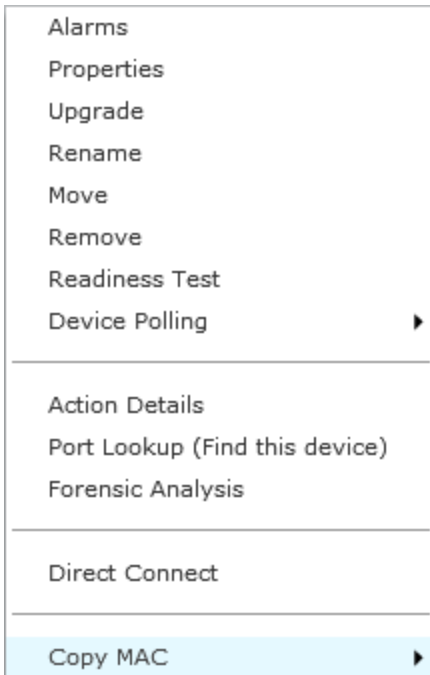 Alarms
Properties
Upgrade
Rename
Move
Remove
Readiness Test
Device Polling
Action Details
Port Lookup (Find this device)
Forensic Analysis
Direct Connect
Copy MAC